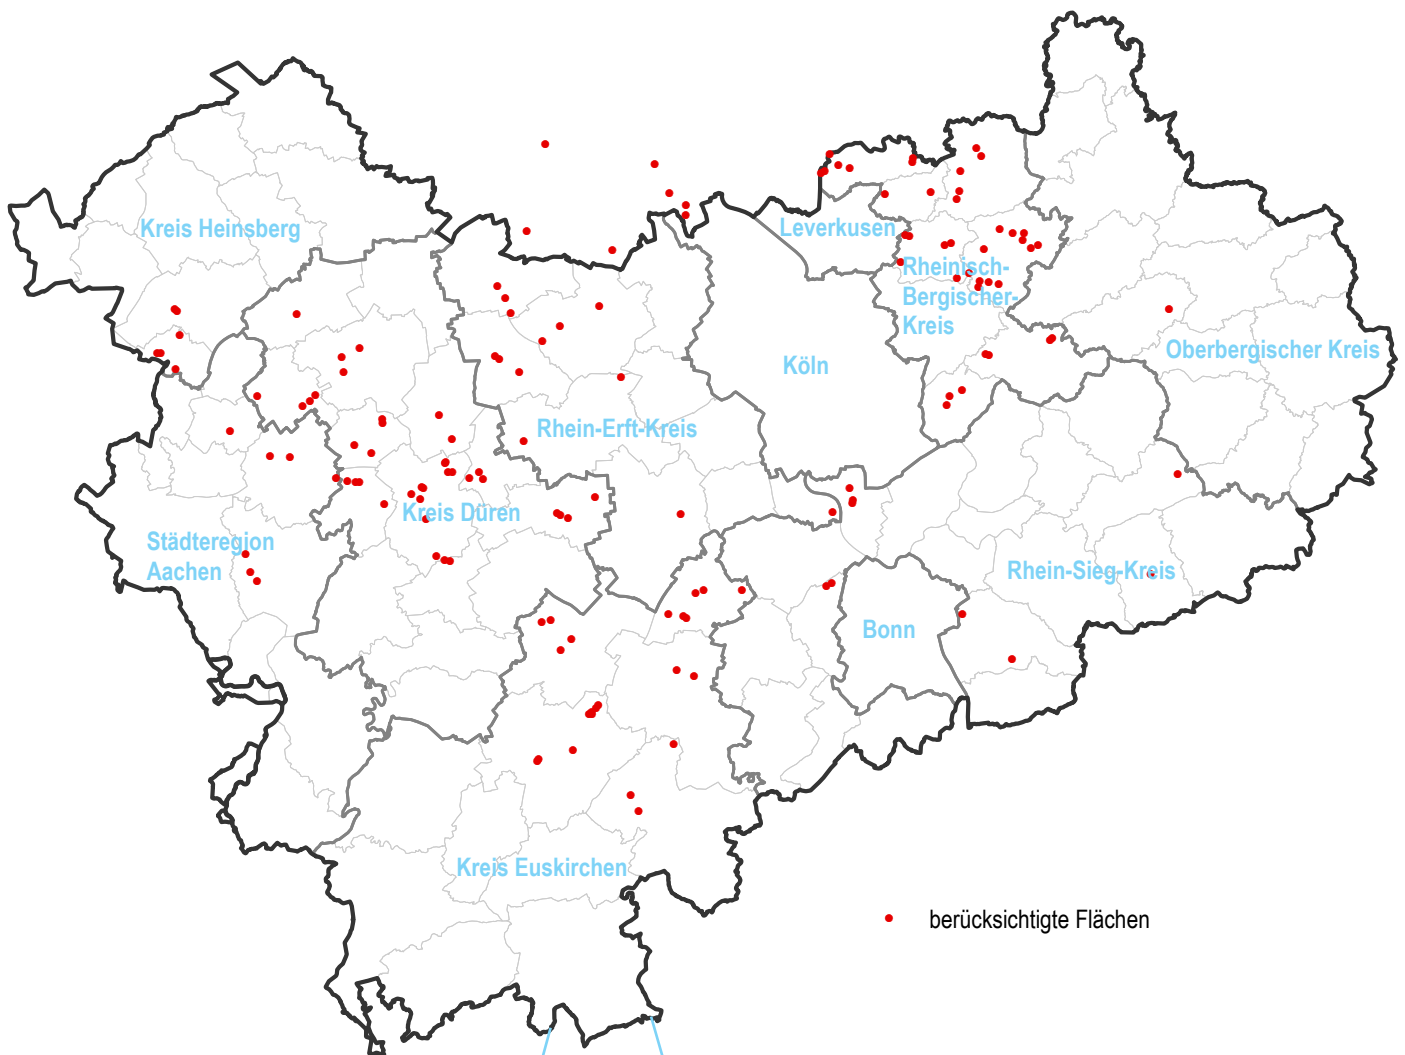 Kreis Heinsberg
Leverkusen
Rheinisch-
Bergischer-
Kreis
Köln
Oberbergischer Kreis
Rhein-Erft-Kreis
Kreis Düren
Städteregion
Aachen
Rhein-Sieg-Kreis
Bonn
Kreis Euskirchen
berücksichtigte Flächen